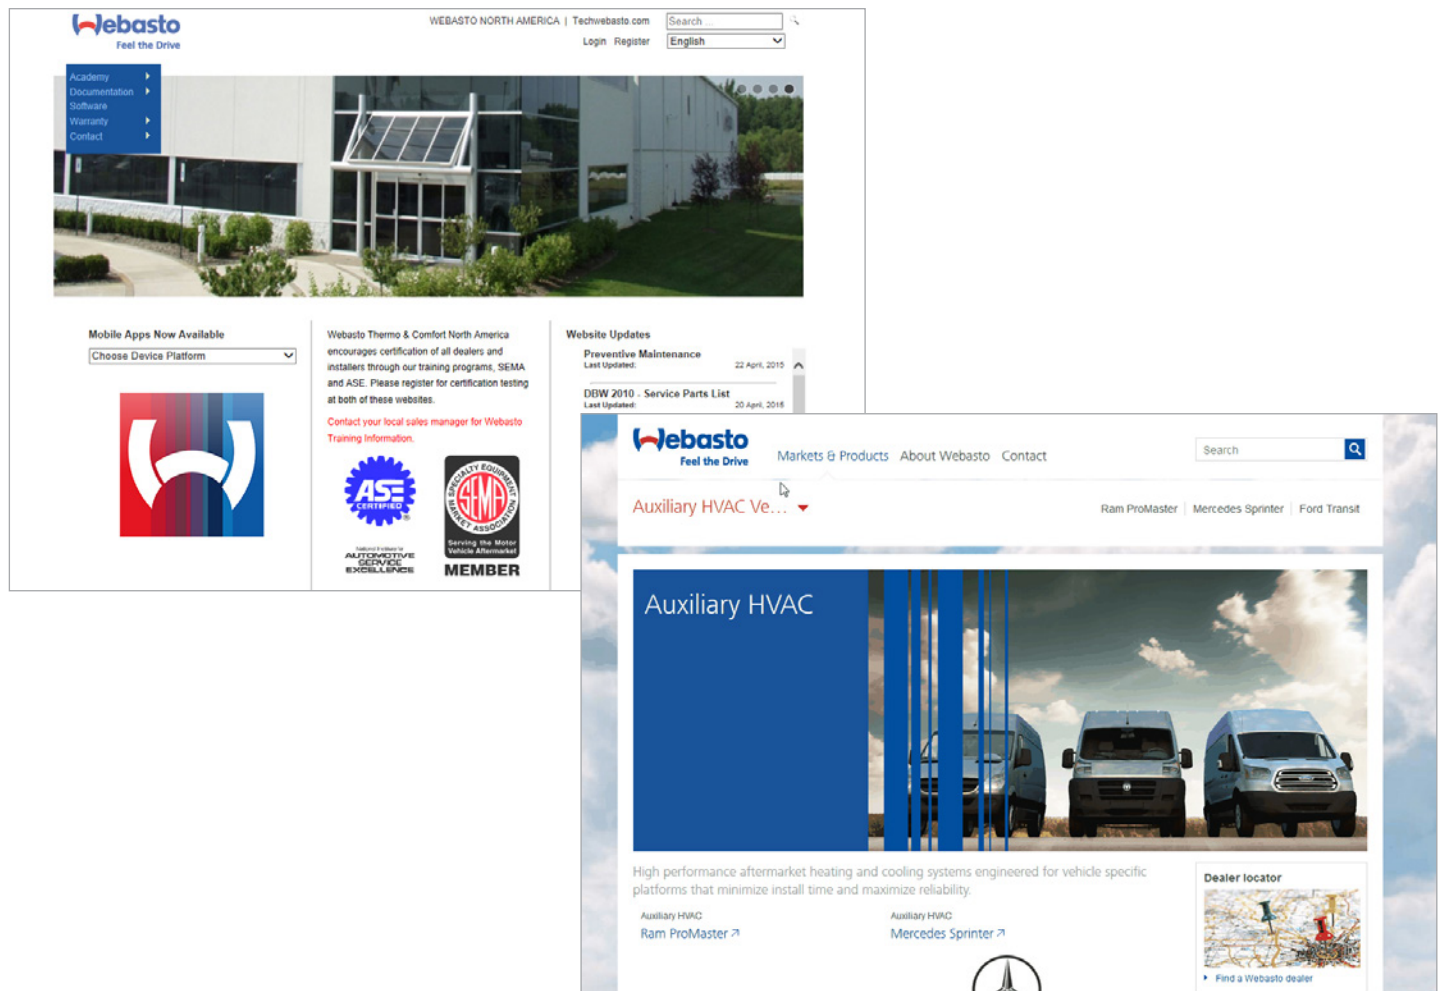 Webasto
Feel the Drive
WEBASTO NORTH AMERICA | Techwebasto.com
Search ...
Login Register
English
Academy
Documentation
Software
Warranty
Contact
Mobile Apps Now Available
Choose Device Platform
Webasto Thermo & Comfort North America
encourages certification of all dealers and
installers through our training programs, SEMA
and ASE. Please register for certification testing
at both of these websites.
Contact your local sales manager for Webasto
Training Information.
ASE
CERTIFIED
®
National Institute for
AUTOMOTIVE
SERVICE
EXCELLENCE
SPECIALTY EQUIPMENT
MARKET ASSOCIATION
SEMA
Serving the Motor
Vehicle Aftermarket
MEMBER
Website Updates
Preventive Maintenance
Last Updated: 22 April, 2015
DBW 2010 - Service Parts List
Last Updated: 20 April, 2015
Webasto
Feel the Drive
Markets & Products About Webasto Contact
Search
Auxiliary HVAC Ve...
Ram ProMaster | Mercedes Sprinter | Ford Transit
Auxiliary HVAC
High performance aftermarket heating and cooling systems engineered for vehicle specific
platforms that minimize install time and maximize reliability.
Auxiliary HVAC
Ram ProMaster
Auxiliary HVAC
Mercedes Sprinter
Dealer locator
Find a Webasto dealer